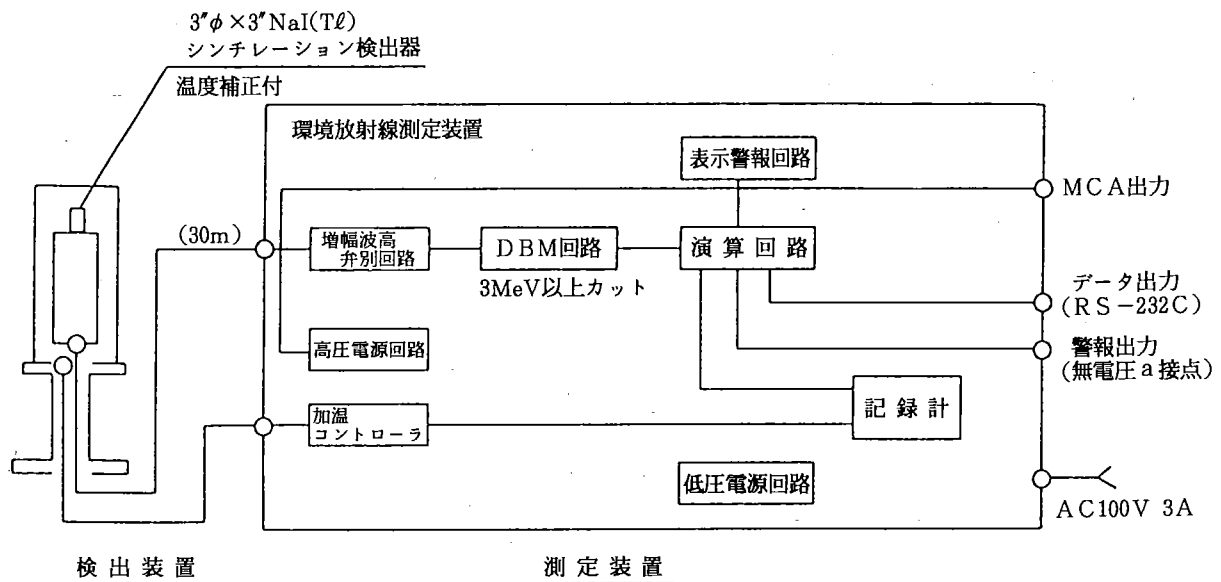 3″φ×3″NaI(Tℓ)
シンチレーション検出器
温度補正付
環境放射線測定装置
表示警報回路
MCA出力
(30m)
増幅波高
弁別回路
DBM回路
演算回路
3MeV以上カット
データ出力
(RS-232C)
高圧電源回路
警報出力
(無電圧a接点)
加温
コントローラ
記録計
低圧電源回路
AC100V 3A
検出装置
測定装置